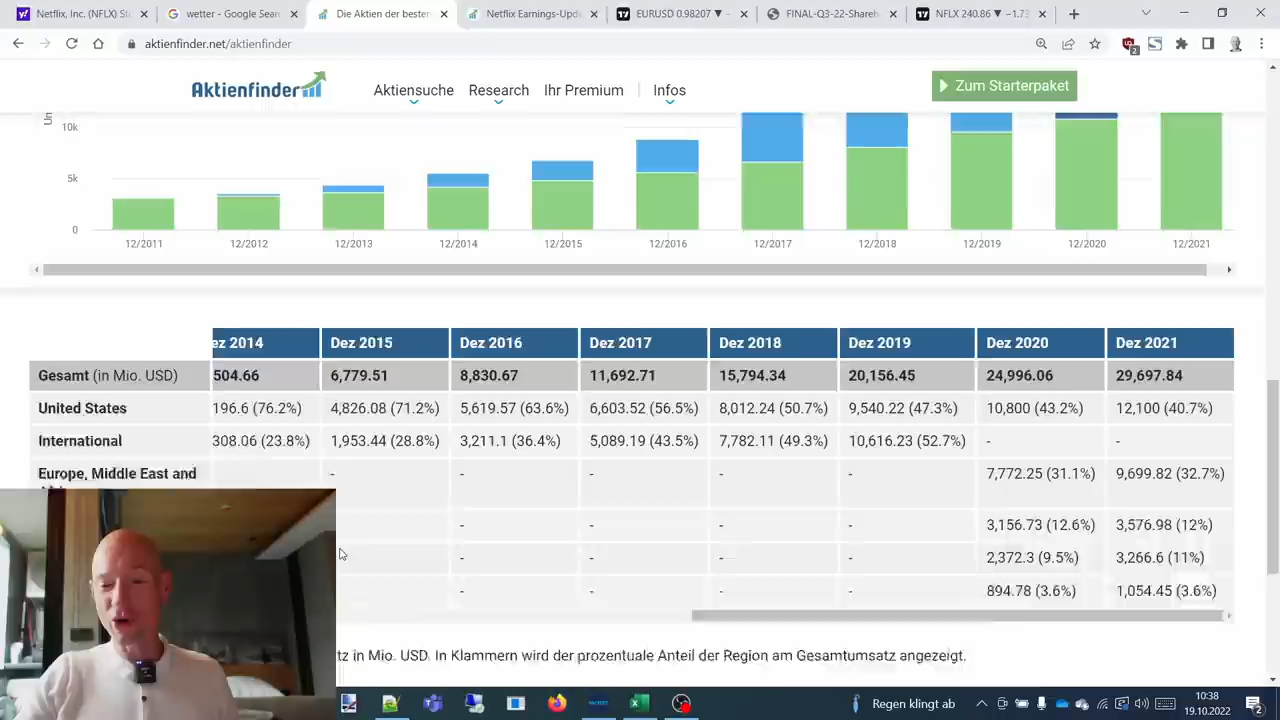 Netflix, Inc. (NFLX) St
wetter - Google Sear
Die Aktien der besten
Netflix Earnings-Upd
EURUSD 0.98207
FINAL-Q3-22-Shareh
NFLX 240.86 ▼ −1.73
aktienfinder.net/aktienfinder
2
Aktienfinder
Aktiensuche
Research
Ihr Premium
Infos
Zum Starterpaket
10k
5k
0
12/2011 12/2012 12/2013 12/2014 12/2015 12/2016 12/2017 12/2018 12/2019 12/2020 12/2021
ez 2014 Dez 2015 Dez 2016 Dez 2017 Dez 2018 Dez 2019 Dez 2020 Dez 2021
Gesamt (in Mio. USD) 504.66 6,779.51 8,830.67 11,692.71 15,794.34 20,156.45 24,996.06 29,697.84
United States 196.6 (76.2%) 4,826.08 (71.2%) 5,619.57 (63.6%) 6,603.52 (56.5%) 8,012.24 (50.7%) 9,540.22 (47.3%) 10,800 (43.2%) 12,100 (40.7%)
International 308.06 (23.8%) 1,953.44 (28.8%) 3,211.1 (36.4%) 5,089.19 (43.5%) 7,782.11 (49.3%) 10,616.23 (52.7%) - -
Europe, Middle East and - - - - - 7,772.25 (31.1%) 9,699.82 (32.7%)
- - - - 3,156.73 (12.6%) 3,576.98 (12%)
- - - - 2,372.3 (9.5%) 3,266.6 (11%)
- - - - 894.78 (3.6%) 1,054.45 (3.6%)
tz in Mio. USD. In Klammern wird der prozentuale Anteil der Region am Gesamtumsatz angezeigt.
Regen klingt ab
10:38
19.10.2022
2